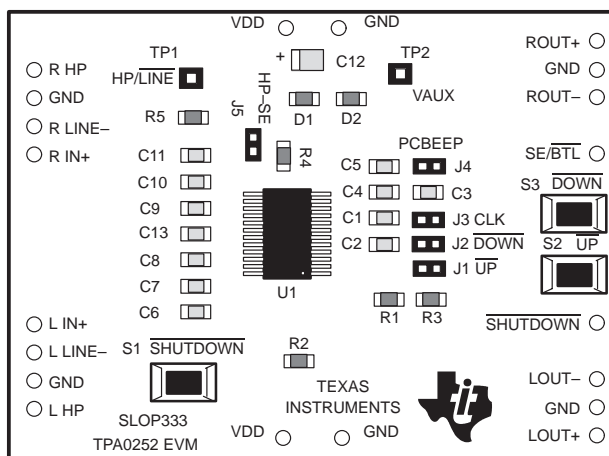 VDD GND
TP1 TP2
ROUT+
R HP
HP/LINE
HP–SE
+ C12
GND
GND
VAUX
ROUT–
R5
J5
D1 D2
R LINE–
PCBEEP
R IN+
C11
R4
C5
J4
SE/BTL
C10
C4
C3
S3 DOWN
C9
C1
J3 CLK
C13
C2
J2 DOWN
S2 UP
C8
J1 UP
C7
U1
C6
R1 R3
L IN+
SHUTDOWN
L LINE–
S1 SHUTDOWN
R2
GND
TEXAS
INSTRUMENTS
LOUT–
L HP
GND
SLOP333
TPA0252 EVM
VDD GND
LOUT+